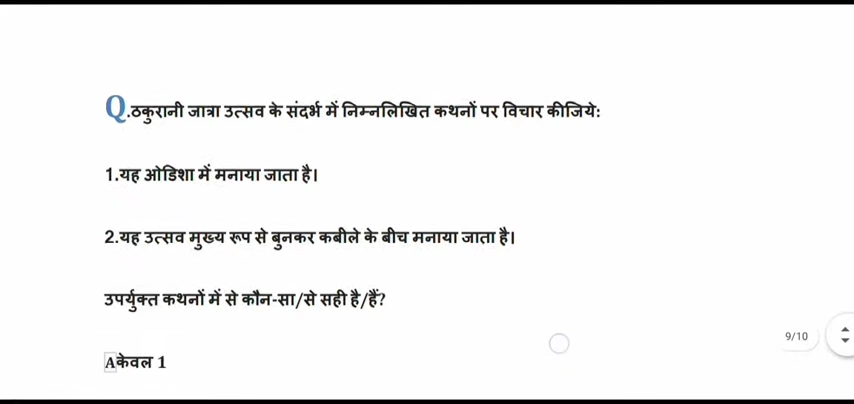 Q.ठकुरानी जात्रा उत्सव के संदर्भ में निम्नलिखित कथनों पर विचार कीजिये:
1.यह ओडिशा में मनाया जाता है।
2.यह उत्सव मुख्य रूप से बुनकर कबीले के बीच मनाया जाता है।
उपर्युक्त कथनों में से कौन-सा/से सही है/हैं?
9/10
Aकेवल 1